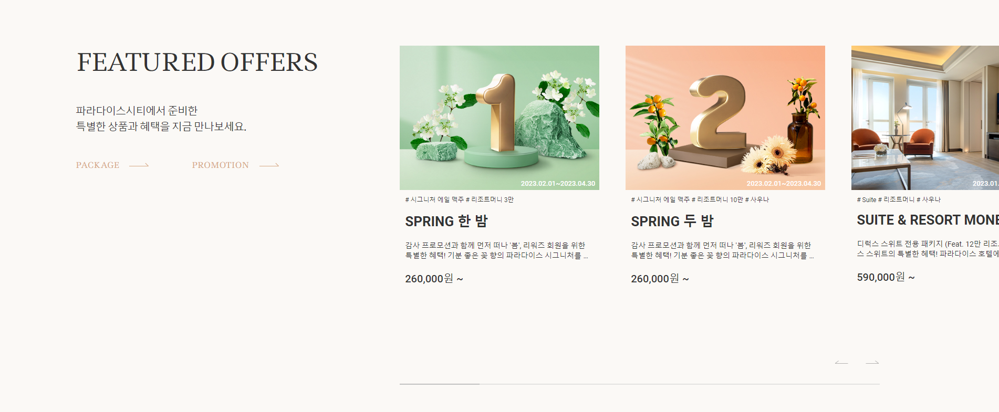 FEATURED OFFERS
파라다이스시티에서 준비한
특별한 상품과 혜택을 지금 만나보세요.
PACKAGE
PROMOTION
1
2023.02.01~2023.04.30
# 시그니처 에일 맥주 # 리조트머니 3만
SPRING 한 밤
감사 프로모션과 함께 먼저 떠나 '봄', 리워즈 회원을 위한
특별한 혜택! 기분 좋은 꽃 향의 파라다이스 시그니처를 ...
260,000원 ~
2
2023.02.01~2023.04.30
# 시그니처 에일 맥주 # 리조트머니 10만 # 사우나
SPRING 두 밤
감사 프로모션과 함께 먼저 떠나 '봄', 리워즈 회원을 위한
특별한 혜택! 기분 좋은 꽃 향의 파라다이스 시그니처를 ...
260,000원 ~
2023.01.
# Suite # 리조트머니 # 사우나
SUITE & RESORT MONE
디럭스 스위트 전용 패키지 (Feat. 12만 리조.
스 스위트의 특별한 혜택! 파라다이스 호텔에
590,000원 ~